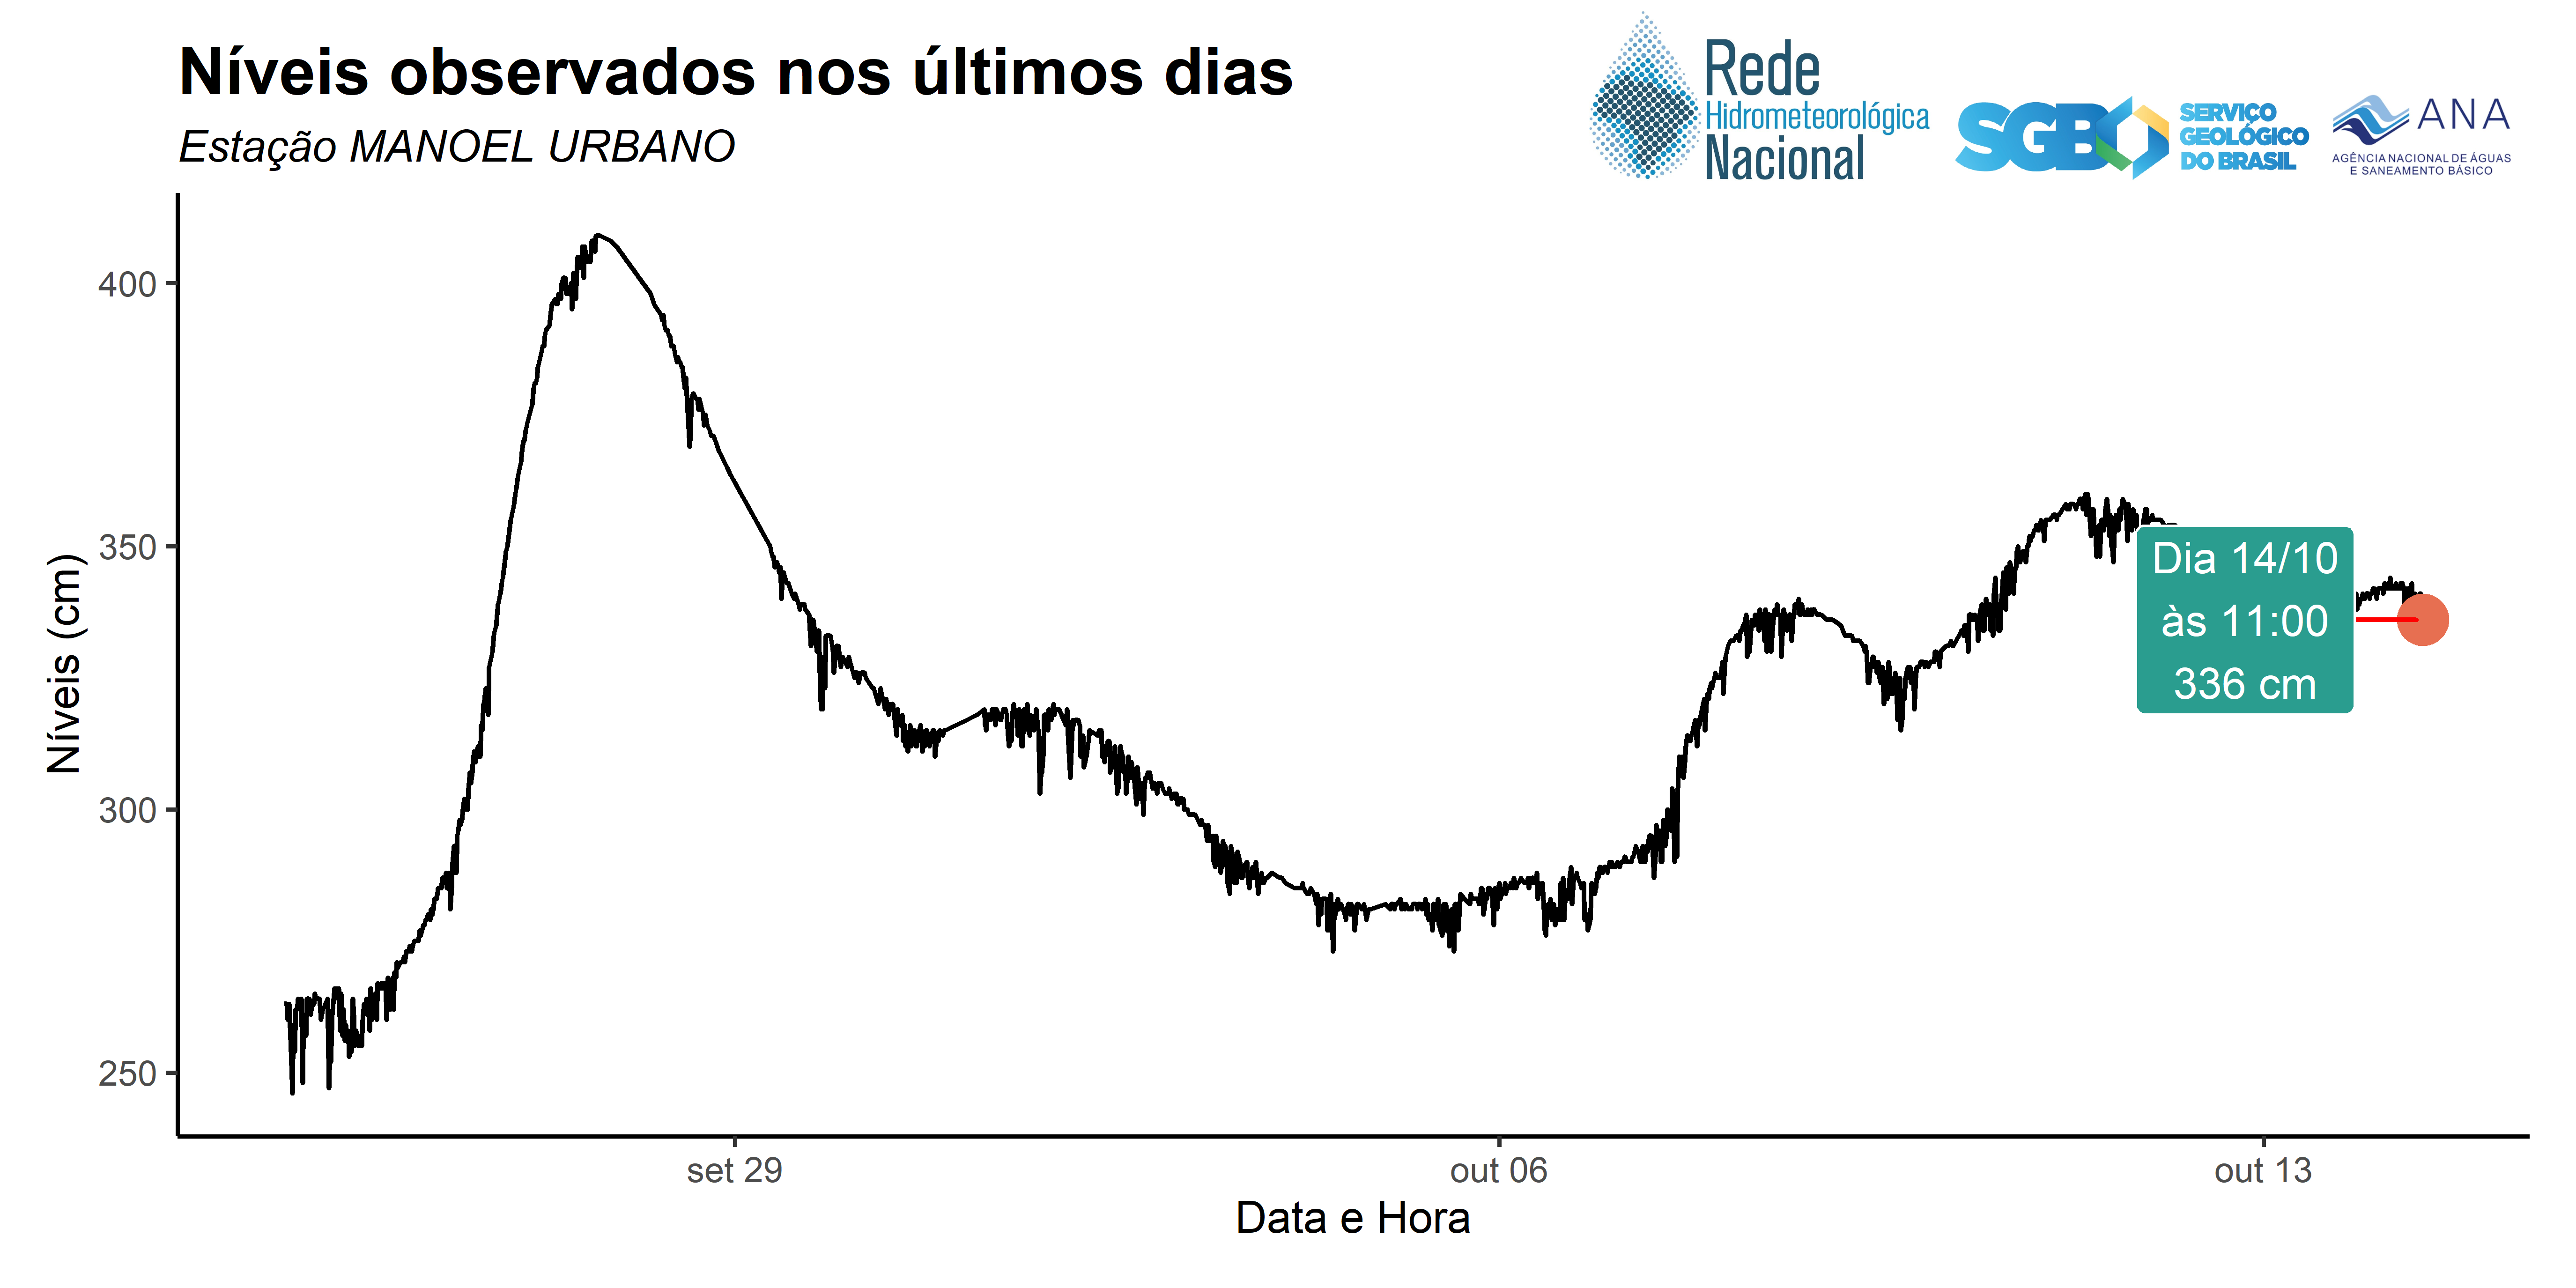 Níveis observados nos últimos dias
Estação MANOEL URBANO
Rede
Hidrometeorológica
Nacional
SGB
SERVIÇO
GEOLÓGICO
DO BRASIL
ANA
AGÊNCIA NACIONAL DE ÁGUAS
E SANEAMENTO BÁSICO
Níveis (cm)
400
350
300
250
Dia 14/10
às 11:00
336 cm
set 29
out 06
out 13
Data e Hora